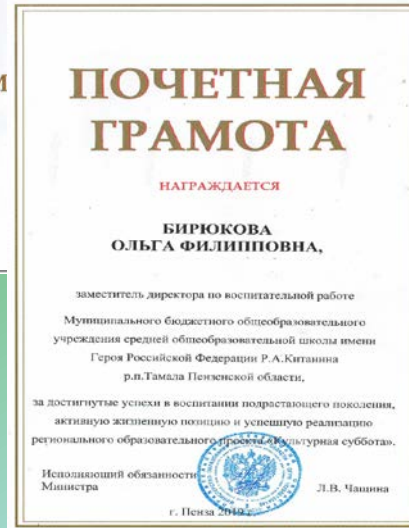 и
ПОЧЕТНАЯ
ГРАМОТА
НАГРАЖДАЕТСЯ
БИРЮКОВА
ОЛЬГА ФИЛИППОВНА,
заместитель директора по воспитательной работе
Муниципального бюджетного общеобразовательного
учреждения средней общеобразовательной школы имени
Героя Российской Федерации Р.А.Китанина
р.п.Тамала Пензенской области,
за достигнутые успехи в воспитании подрастающего поколения,
активную жизненную позицию и успешную реализацию
регионального образовательного проекта «Культурная суббота».
Исполняющий обязанности
Министра
Л.В. Чащина
г. Пенза 2019 г.